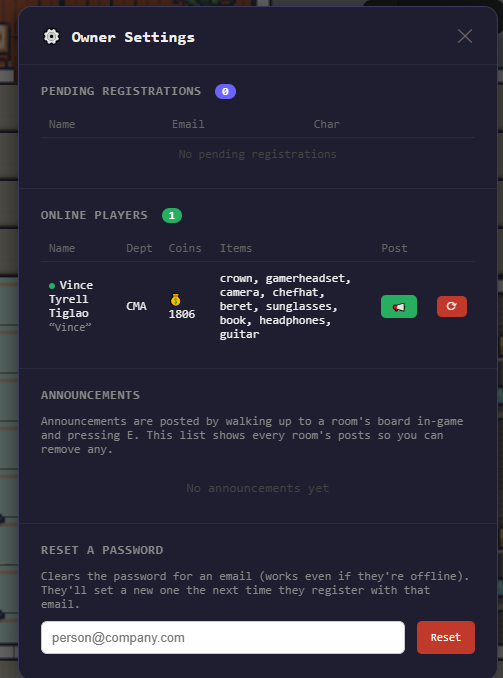 Owner Settings
PENDING REGISTRATIONS 0
Name Email Char
No pending registrations
ONLINE PLAYERS 1
Name Dept Coins Items Post
Vince Tyrell Tiglao
"Vince"
CMA
1806
crown, gamerheadset,
camera, chefhat,
beret, sunglasses,
book, headphones,
guitar
ANNOUNCEMENTS
Announcements are posted by walking up to a room's board in-game
and pressing E. This list shows every room's posts so you can
remove any.
No announcements yet
RESET A PASSWORD
Clears the password for an email (works even if they're offline).
They'll set a new one the next time they register with that
email.
person@company.com Reset